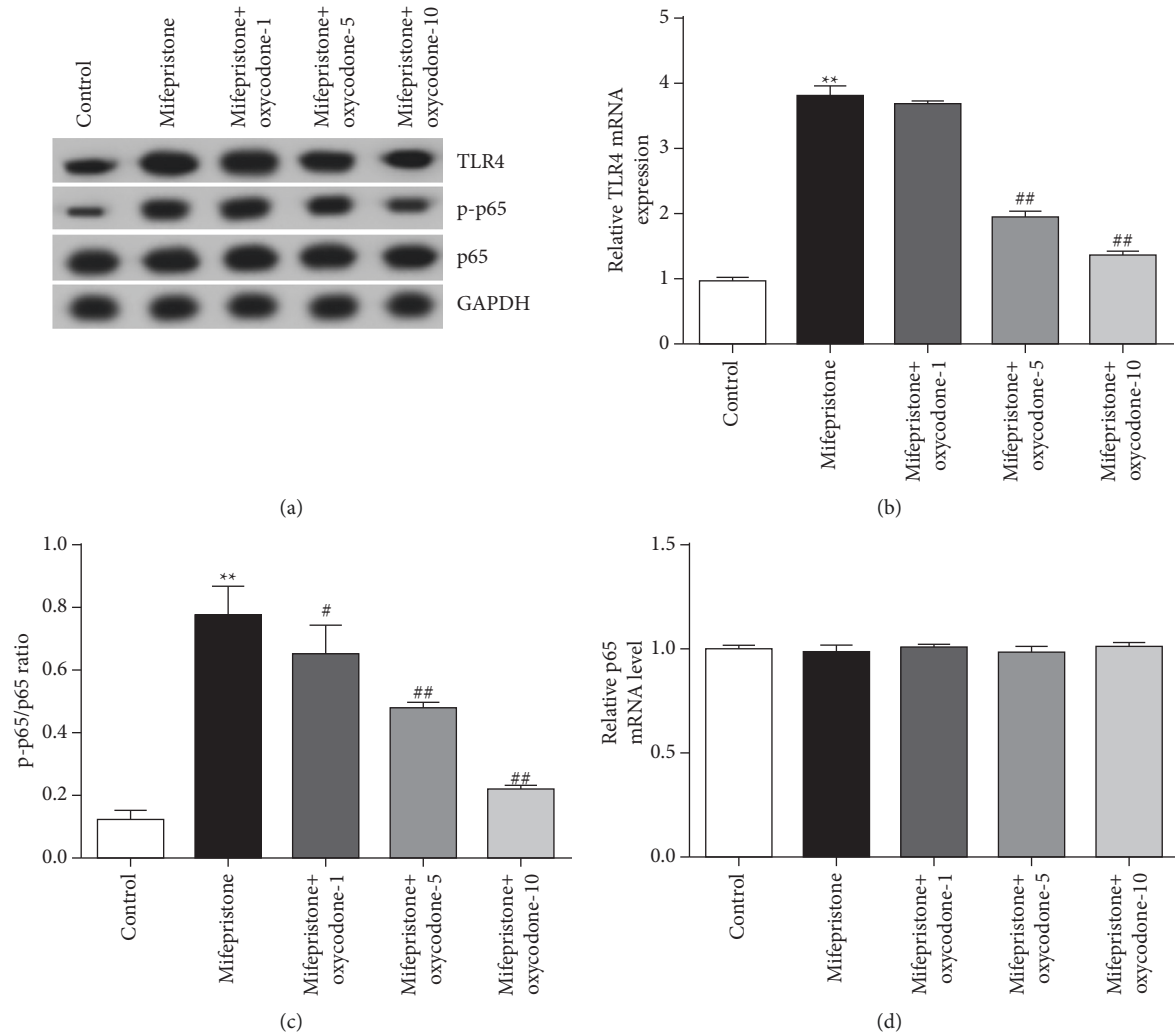 Control
Mifepristone
Mifepristone+
oxycodone-1
Mifepristone+
oxycodone-5
Mifepristone+
oxycodone-10
TLR4
p-p65
p65
GAPDH
(a)
Relative TLR4 mRNA
expression
5
4
3
2
1
0
**
##
##
Control
Mifepristone
Mifepristone+
oxycodone-1
Mifepristone+
oxycodone-5
Mifepristone+
oxycodone-10
(b)
p-p65/p65 ratio
1.0
0.8
0.6
0.4
0.2
0.0
**
#
##
##
Control
Mifepristone
Mifepristone+
oxycodone-1
Mifepristone+
oxycodone-5
Mifepristone+
oxycodone-10
(c)
Relative p65
mRNA level
1.5
1.0
0.5
0.0
Control
Mifepristone
Mifepristone+
oxycodone-1
Mifepristone+
oxycodone-5
Mifepristone+
oxycodone-10
(d)